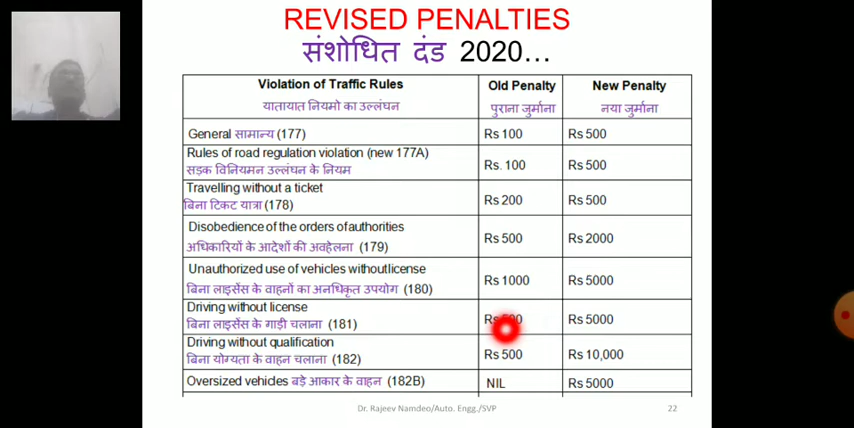 REVISED PENALTIES
संशोधित दंड 2020...
Violation of Traffic Rules
यातायात नियमो का उल्लंघन
Old Penalty
पुराना जुर्माना
New Penalty
नया जुर्माना
General सामान्य (177)
Rs 100
Rs 500
Rules of road regulation violation (new 177A)
सड़क विनियमन उल्लंघन के नियम
Rs. 100
Rs 500
Travelling without a ticket
बिना टिकट यात्रा (178)
Rs 200
Rs 500
Disobedience of the orders of authorities
अधिकारियों के आदेशों की अवहेलना (179)
Rs 500
Rs 2000
Unauthorized use of vehicles without license
बिना लाइसेंस के वाहनों का अनधिकृत उपयोग (180)
Rs 1000
Rs 5000
Driving without license
बिना लाइसेंस के गाड़ी चलाना (181)
Rs 5000
Driving without qualification
बिना योग्यता के वाहन चलाना (182)
Rs 500
Rs 10,000
Oversized vehicles बड़े आकार के वाहन (182B)
NIL
Rs 5000
Dr. Rajeev Namdeo/Auto. Engg./SVP
22